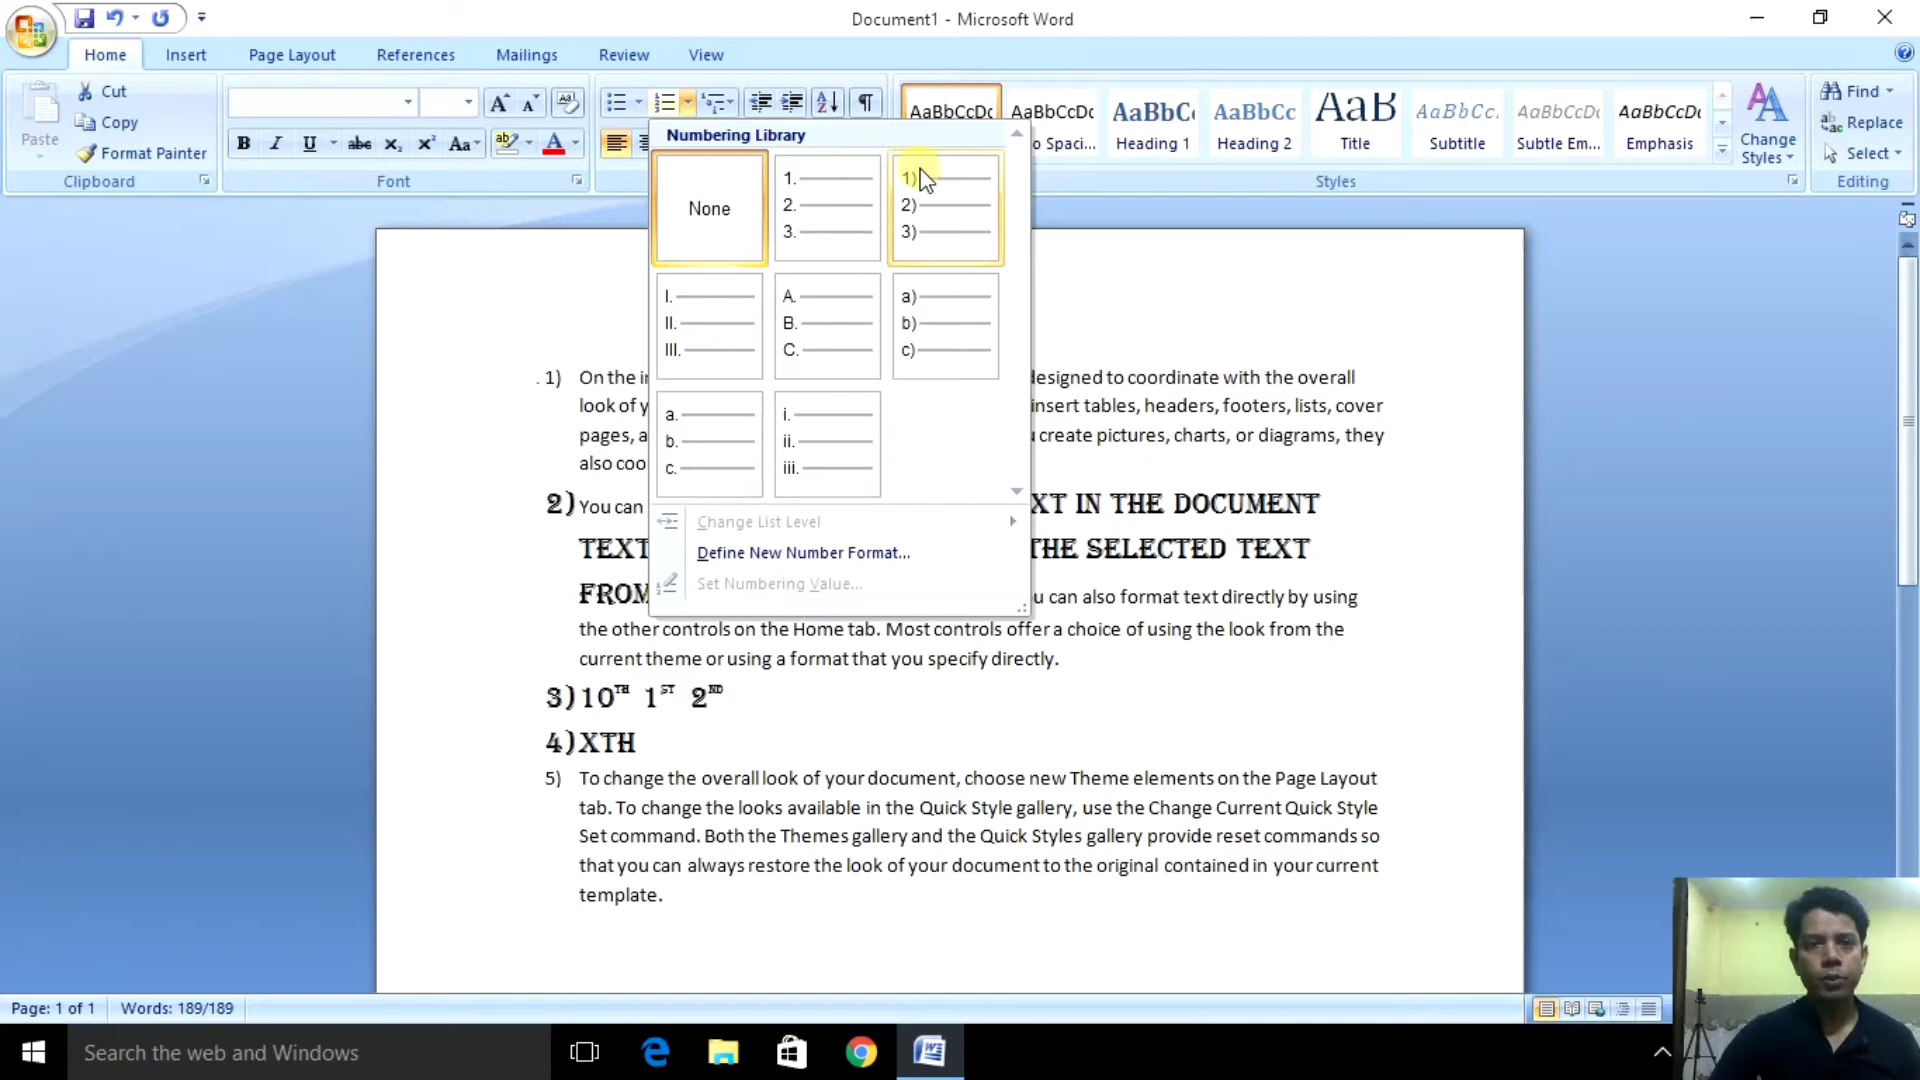 Document1 - Microsoft Word
Home Insert Page Layout References Mailings Review View
Paste
Cut
Copy
Format Painter
Clipboard
B I U abc X₂ X² Aa A
Font
AaBbCcDc AaBbCcDc AaBbC AaBbCc AaB AaBbCc. AaBbCcDc AaBbCcDc
o Spaci... Heading 1 Heading 2 Title Subtitle Subtle Em... Emphasis
Change
Styles
Styles
Find
Replace
Select
Editing
Numbering Library
None
1.
2.
3.
1)
2)
3)
I.
II.
III.
A.
B.
C.
a)
b)
c)
a.
b.
c.
i.
ii.
iii.
Change List Level
Define New Number Format...
Set Numbering Value...
. 1) On the i designed to coordinate with the overall
look of y insert tables, headers, footers, lists, cover
pages, a create pictures, charts, or diagrams, they
also coo
2) You can XT IN THE DOCUMENT
TEXT THE SELECTED TEXT
FROM u can also format text directly by using
the other controls on the Home tab. Most controls offer a choice of using the look from the
current theme or using a format that you specify directly.
3) 10TH 1ST 2ND
4) XTH
5) To change the overall look of your document, choose new Theme elements on the Page Layout
tab. To change the looks available in the Quick Style gallery, use the Change Current Quick Style
Set command. Both the Themes gallery and the Quick Styles gallery provide reset commands so
that you can always restore the look of your document to the original contained in your current
template.
Page: 1 of 1 Words: 189/189
Search the web and Windows